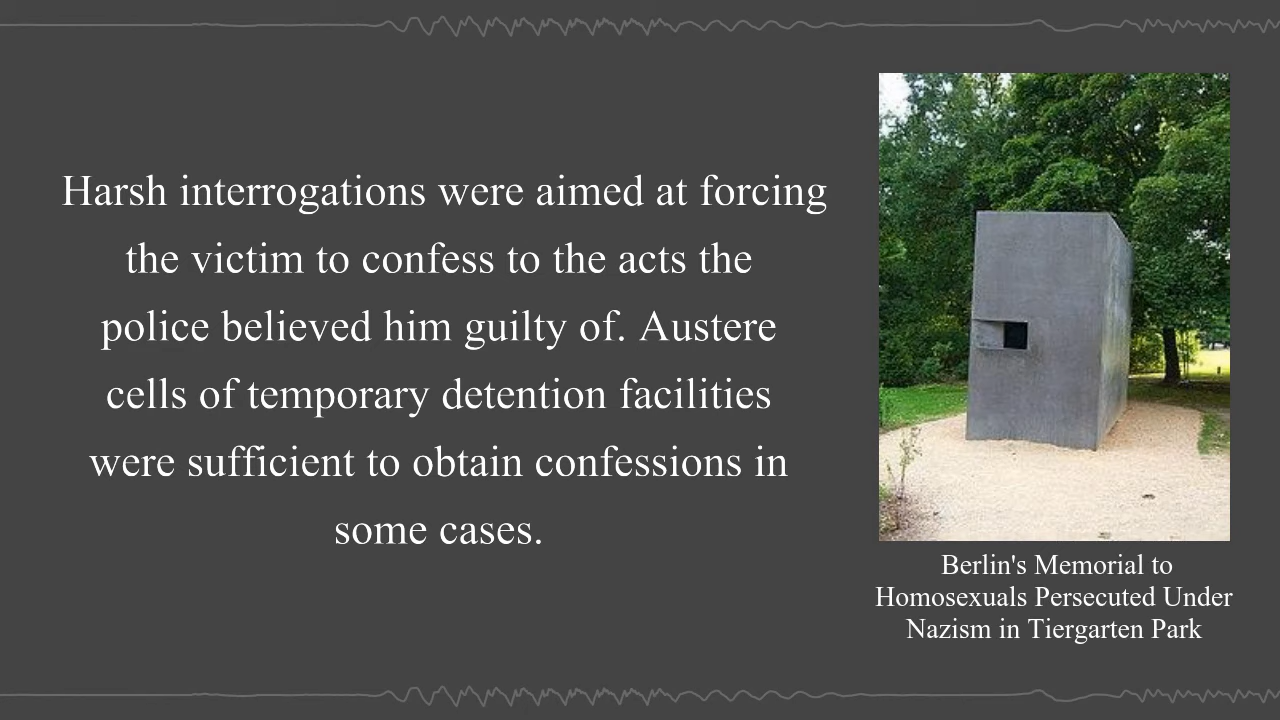 Harsh interrogations were aimed at forcing
the victim to confess to the acts the
police believed him guilty of. Austere
cells of temporary detention facilities
were sufficient to obtain confessions in
some cases.
Berlin's Memorial to
Homosexuals Persecuted Under
Nazism in Tiergarten Park